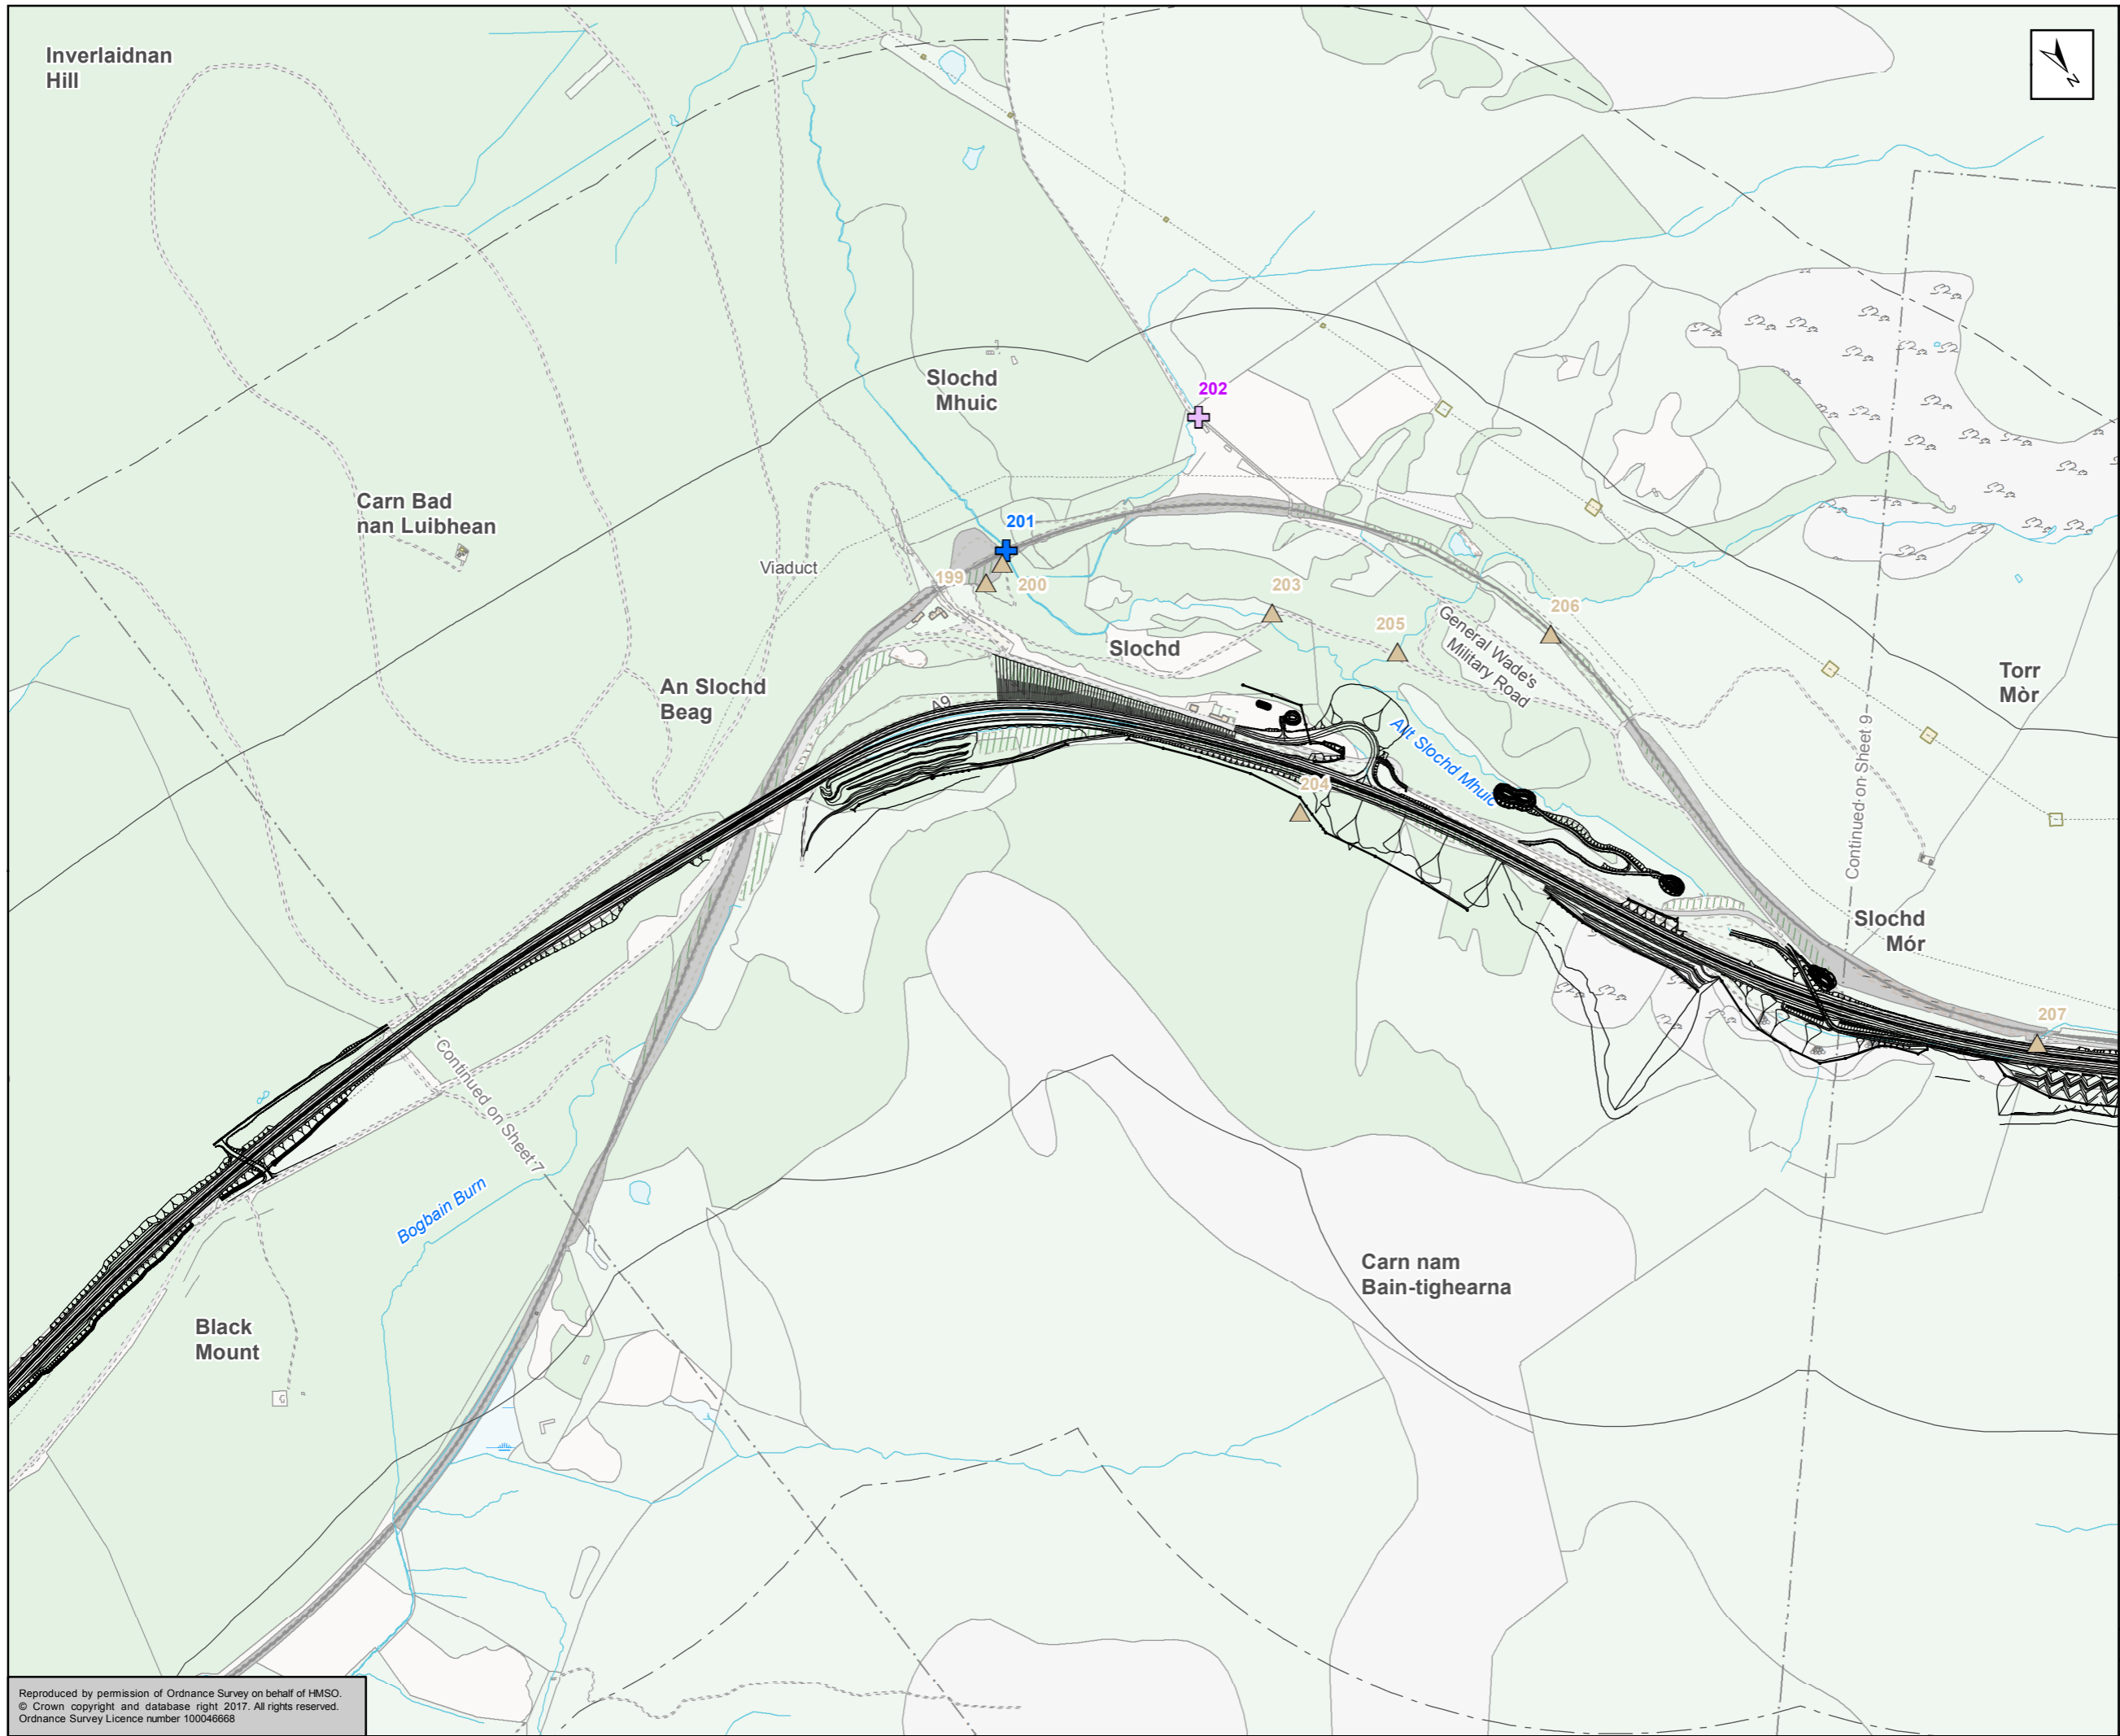 Inverlaidnan
Hill
N
202
Slochd
Mhuic
Carn Bad
nan Luibhean
201
Viaduct
199
200
203
206
205
General Wade's
Military Road
Slochd
Torr
Mòr
An Slochd
Beag
A9
Allt Slochd Mhuic
204
Continued on Sheet 9
Slochd
Mór
207
Continued on Sheet 7
Bogbain Burn
Carn nam
Bain-tighearna
Black
Mount
Reproduced by permission of Ordnance Survey on behalf of HMSO.
© Crown copyright and database right 2017. All rights reserved.
Ordnance Survey Licence number 100046668